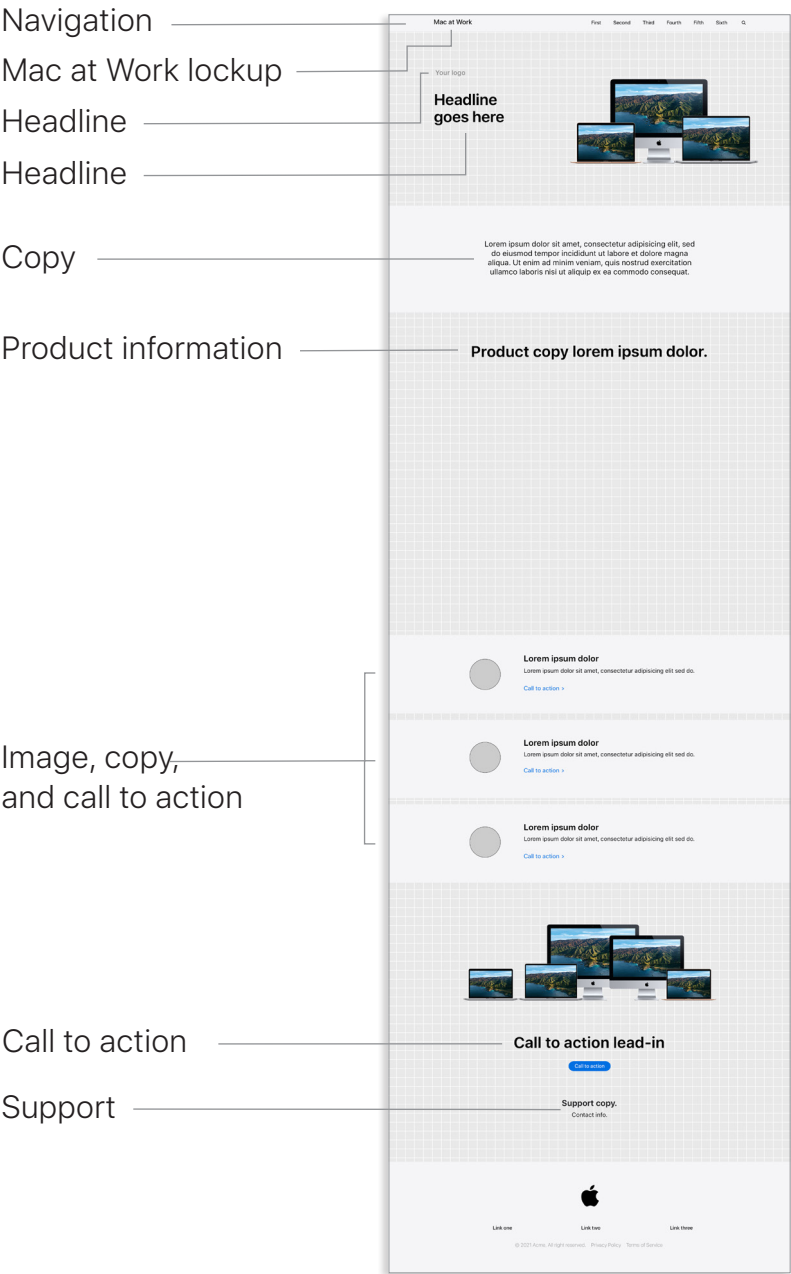 Navigation
Mac at Work lockup
Headline
Headline
Copy
Product information
Image, copy,
and call to action
Call to action
Support
Mac at Work
First Second Third Fourth Fifth Sixth
Your logo
Headline
goes here
Lorem ipsum dolor sit amet, consectetur adipisicing elit, sed
do eiusmod tempor incididunt ut labore et dolore magna
aliqua. Ut enim ad minim veniam, quis nostrud exercitation
ullamco laboris nisi ut aliquip ex ea commodo consequat.
Product copy lorem ipsum dolor.
Lorem ipsum dolor
Lorem ipsum dolor sit amet, consectetur adipisicing elit sed do.
Call to action >
Lorem ipsum dolor
Lorem ipsum dolor sit amet, consectetur adipisicing elit sed do.
Call to action >
Lorem ipsum dolor
Lorem ipsum dolor sit amet, consectetur adipisicing elit sed do.
Call to action >
Call to action lead-in
Call to action
Support copy.
Contact info.
Link one Link two Link three
© 2021 Acme. All right reserved. Privacy Policy Terms of Service